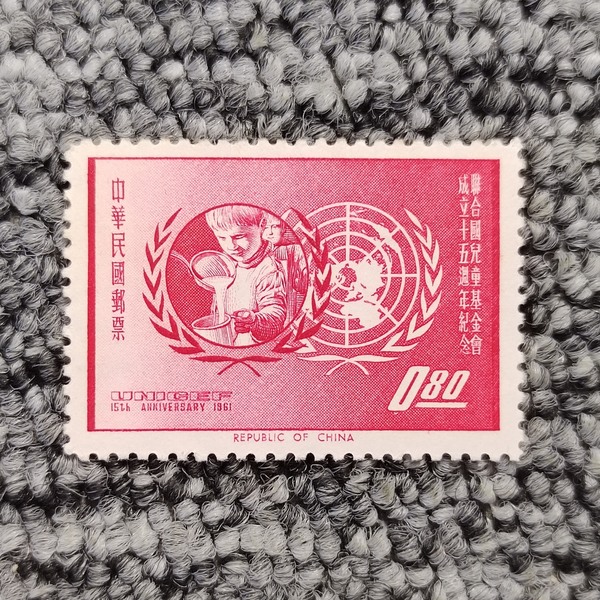 中華民國郵票
聯合國兒童基金會
成立十五週年紀念
UNICEF
15th ANNIVERSARY 1961
0.80
REPUBLIC OF CHINA